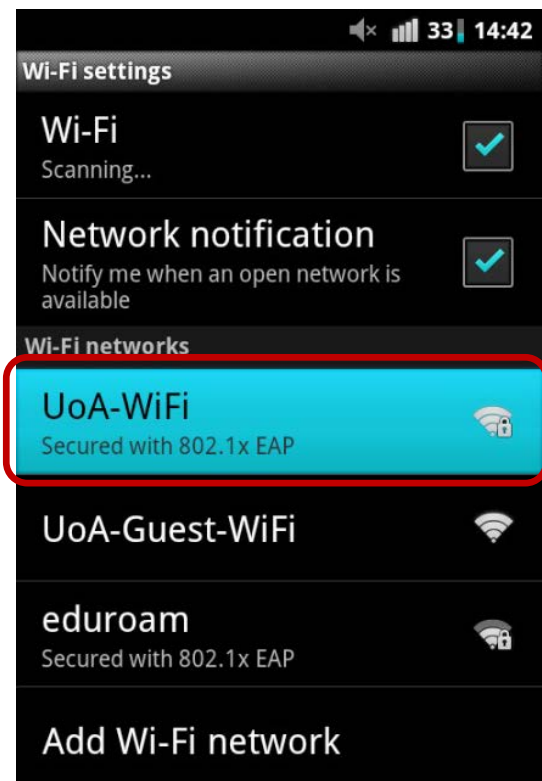 33 14:42
Wi-Fi settings
Wi-Fi
Scanning...
Network notification
Notify me when an open network is
available
Wi-Fi networks
UoA-WiFi
Secured with 802.1x EAP
UoA-Guest-WiFi
eduroam
Secured with 802.1x EAP
Add Wi-Fi network